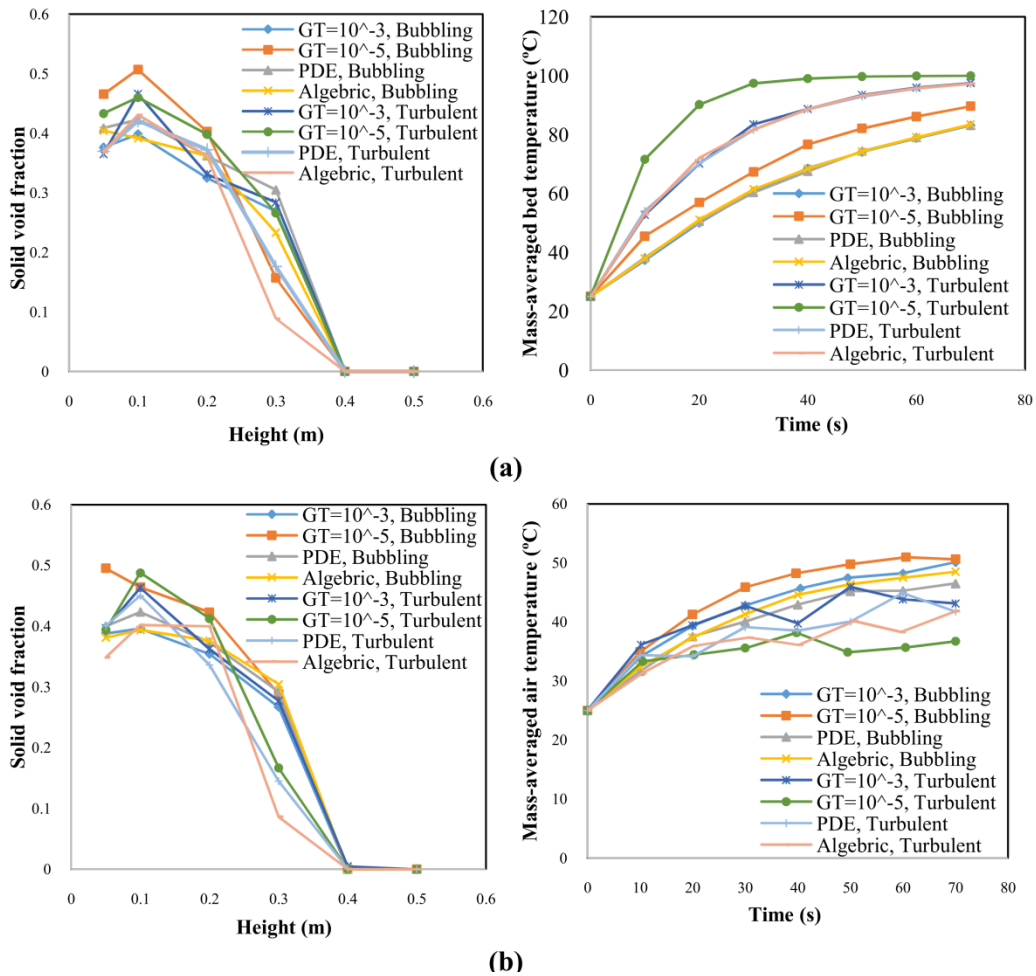 0.6
0.5
0.4
0.3
0.2
0.1
0
Solid void fraction
GT=10^-3, Bubbling
GT=10^-5, Bubbling
PDE, Bubbling
Algebric, Bubbling
GT=10^-3, Turbulent
GT=10^-5, Turbulent
PDE, Turbulent
Algebric, Turbulent
0 0.1 0.2 0.3 0.4 0.5 0.6
Height (m)
120
100
80
60
40
20
0
Mass-averaged bed temperature (ºC)
GT=10^-3, Bubbling
GT=10^-5, Bubbling
PDE, Bubbling
Algebric, Bubbling
GT=10^-3, Turbulent
GT=10^-5, Turbulent
PDE, Turbulent
Algebric, Turbulent
0 20 40 60 80
Time (s)
(a)
0.6
0.5
0.4
0.3
0.2
0.1
0
Solid void fraction
GT=10^-3, Bubbling
GT=10^-5, Bubbling
PDE, Bubbling
Algebric, Bubbling
GT=10^-3, Turbulent
GT=10^-5, Turbulent
PDE, Turbulent
Algebric, Turbulent
0 0.1 0.2 0.3 0.4 0.5 0.6
Height (m)
60
50
40
30
20
10
0
Mass-averaged air temperature (ºC)
GT=10^-3, Bubbling
GT=10^-5, Bubbling
PDE, Bubbling
Algebric, Bubbling
GT=10^-3, Turbulent
GT=10^-5, Turbulent
PDE, Turbulent
Algebric, Turbulent
0 10 20 30 40 50 60 70 80
Time (s)
(b)